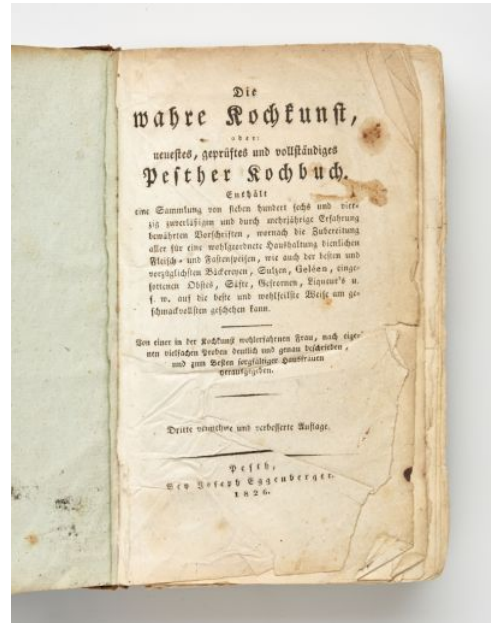 Die
wahre Kochkunst,
oder:
neuestes, geprüftes und vollständiges
Pesther Kochbuch.
Enthält
eine Sammlung von sieben hundert sechs und vier-
zig zuverläßigen und durch mehrjährige Erfahrung
bewährten Vorschriften, wornach die Zubereitung
aller für eine wohlgeordnete Haushaltung dienlichen
Fleisch- und Fastenspeisen, wie auch der besten und
vorzüglichsten Bäckereyen, Sulzen, Geleen, einge-
sottenen Obstes, Säfte, Gefrornen, Liqueur's u.
s. w. auf die beste und wohlfeilste Weise am ge-
schmackvollsten geschehen kann.
Von einer in der Kochkunst wohlerfahrnen Frau, nach eige-
nen vielfachen Proben deutlich und genau beschrieben,
und zum Besten sorgfältiger Hausfrauen
herausgegeben.
Dritte vermehrte und verbesserte Auflage.
Pesth,
Bey Joseph Eggenberger.
1826.